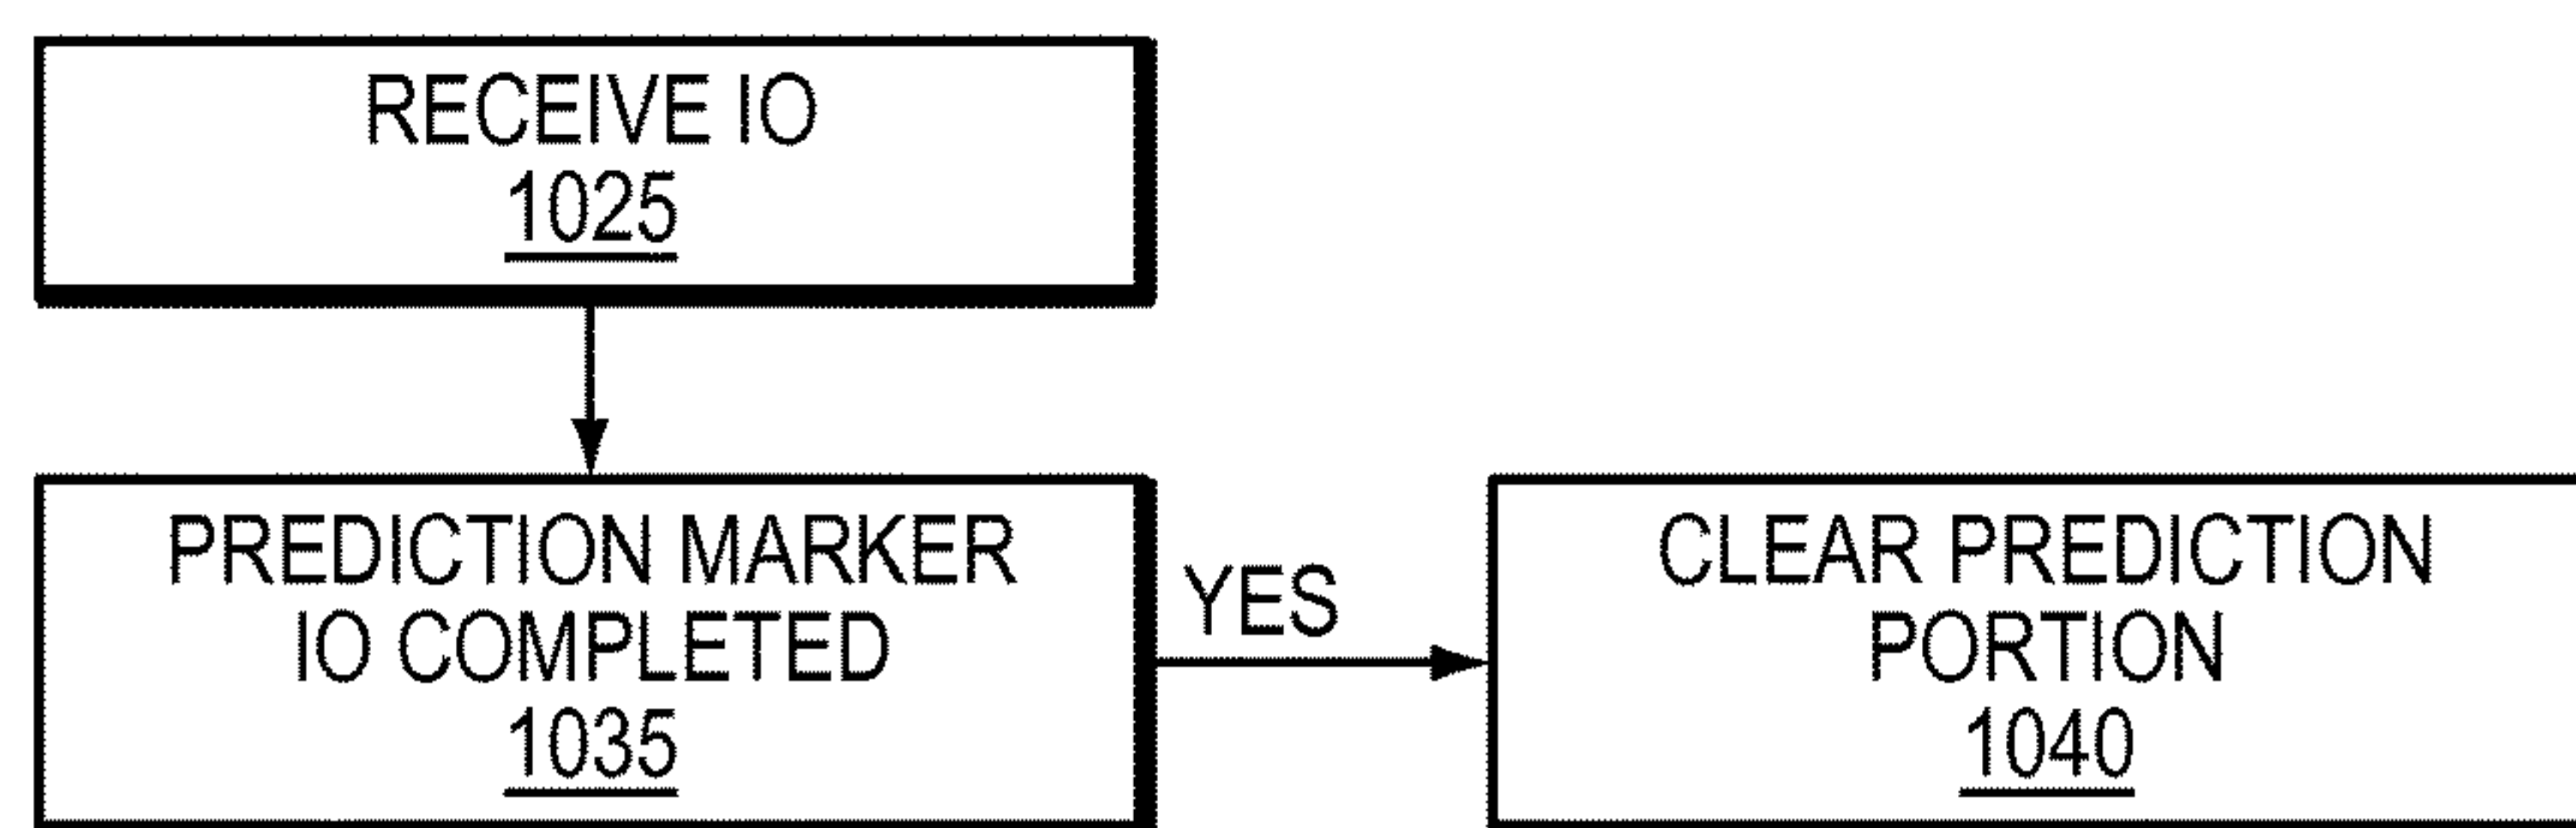 RECEIVE IO
1025
PREDICTION MARKER
IO COMPLETED
1035
YES
CLEAR PREDICTION
PORTION
1040